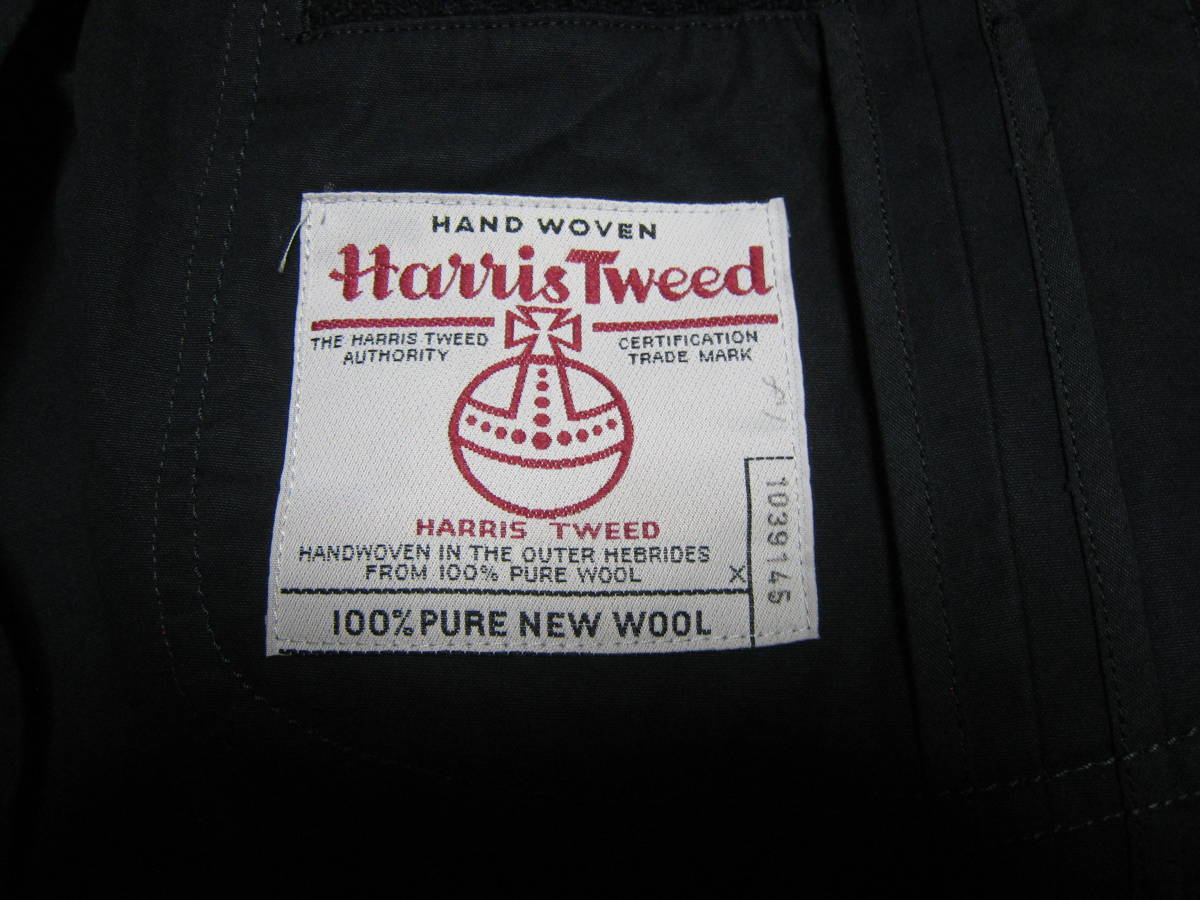 HAND WOVEN
Harris Tweed
THE HARRIS TWEED
AUTHORITY
CERTIFICATION
TRADE MARK
HARRIS TWEED
HANDWOVEN IN THE OUTER HEBRIDES
FROM 100% PURE WOOL
X
100% PURE NEW WOOL
1039145